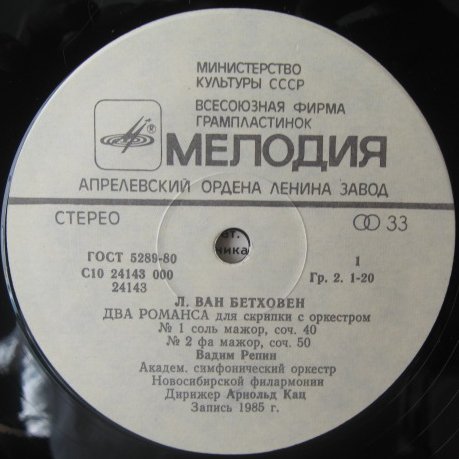 МИНИСТЕРСТВО
КУЛЬТУРЫ СССР
ВСЕСОЮЗНАЯ ФИРМА
ГРАМПЛАСТИНОК
®
МЕЛОДИЯ
АПРЕЛЕВСКИЙ ОРДЕНА ЛЕНИНА ЗАВОД
СТЕРЕО
33
ГОСТ 5289-80
1
С10 24143 000
Гр. 2. 1-20
24143
Л. ВАН БЕТХОВЕН
ДВА РОМАНСА для скрипки с оркестром
№ 1 соль мажор, соч. 40
№ 2 фа мажор, соч. 50
Вадим Репин
Академ. симфонический оркестр
Новосибирской филармонии
Дирижер Арнольд Кац
Запись 1985 г.